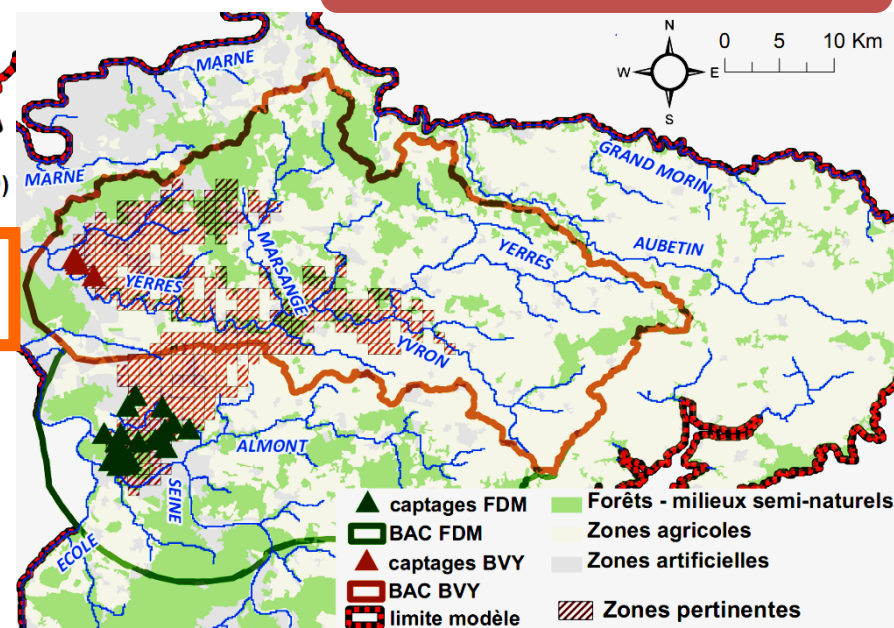 N
W E
S
0 5 10 Km
MARNE
)
MARNE
GRAND MORIN
AUBETIN
YERRES
MARSANGE
YERRES
YVRON
ALMONT
SEINE
ECOLE
captages FDM
BAC FDM
captages BVY
BAC BVY
limite modèle
Forêts - milieux semi-naturels
Zones agricoles
Zones artificielles
Zones pertinentes